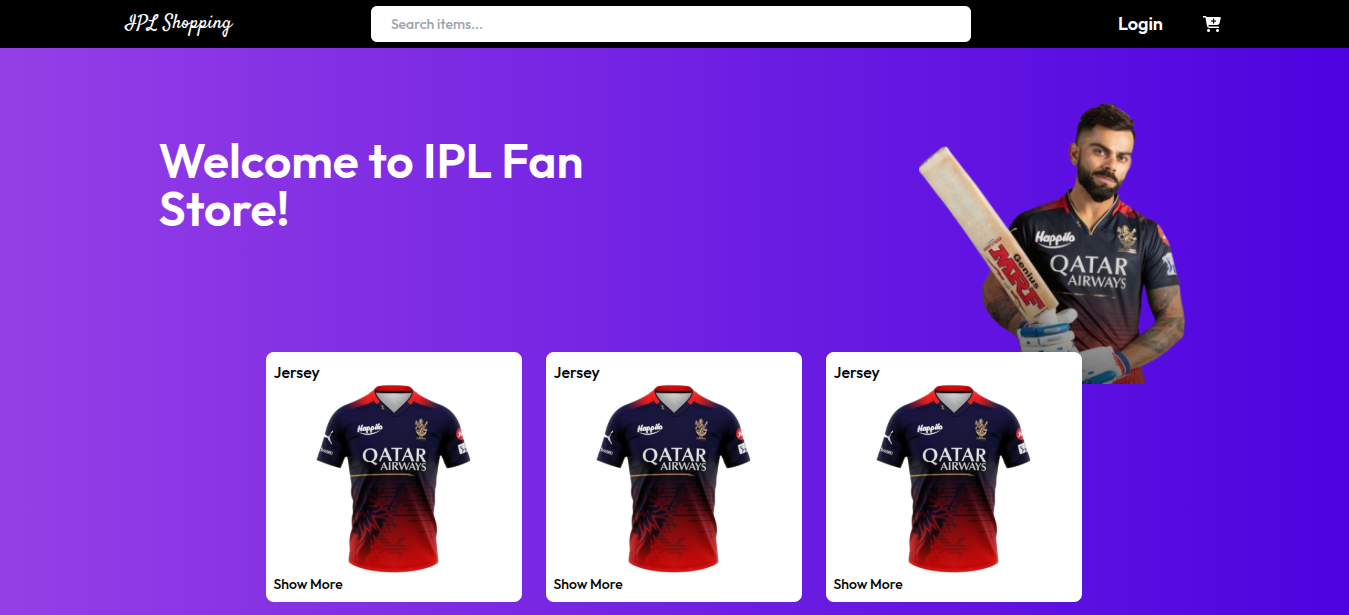 IPL Shopping
Search items...
Login
Welcome to IPL Fan
Store!
Happilo
QATAR
AIRWAYS
Genius
MRF
Jersey
Happilo
QATAR
AIRWAYS
Show More
Jersey
Happilo
QATAR
AIRWAYS
Show More
Jersey
Happilo
QATAR
AIRWAYS
Show More